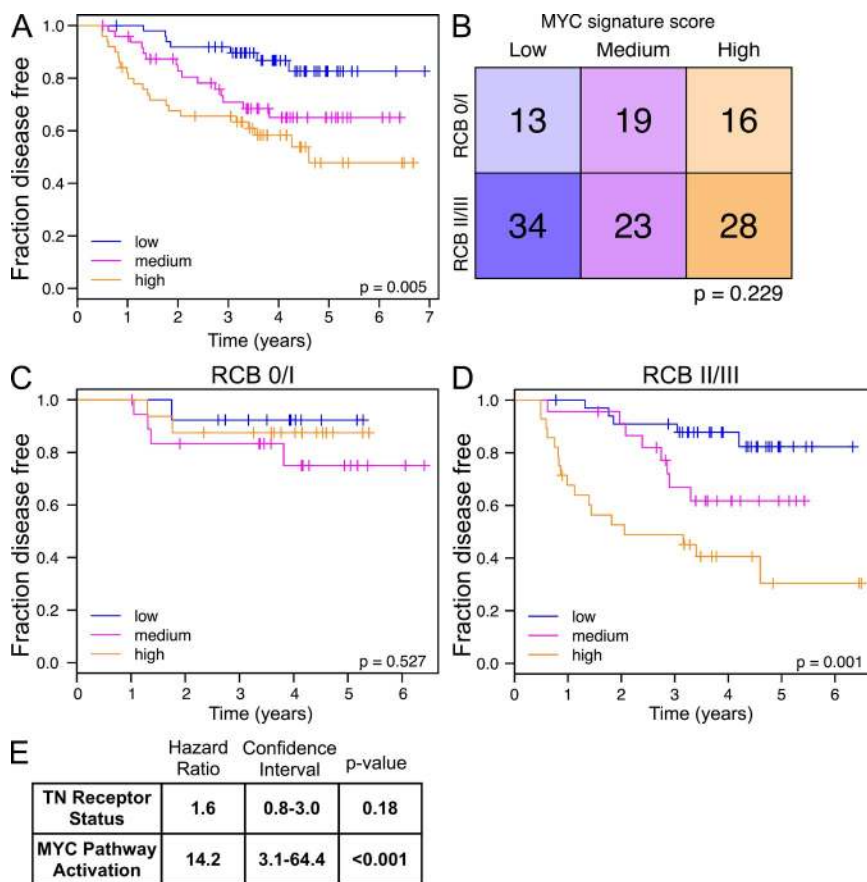 A
Fraction disease free
1.0
0.8
0.6
0.4
0.2
0.0
low
medium
high
p = 0.005
0 1 2 3 4 5 6 7
Time (years)
B
MYC signature score
Low Medium High
RCB 0/I
13 19 16
RCB II/III
34 23 28
p = 0.229
C
RCB 0/I
Fraction disease free
1.0
0.8
0.6
0.4
0.2
0.0
low
medium
high
p = 0.527
0 1 2 3 4 5 6
Time (years)
D
RCB II/III
Fraction disease free
1.0
0.8
0.6
0.4
0.2
0.0
low
medium
high
p = 0.001
0 1 2 3 4 5 6
Time (years)
E
Hazard Confidence
Ratio Interval p-value
TN Receptor
Status 1.6 0.8-3.0 0.18
MYC Pathway
Activation 14.2 3.1-64.4 <0.001